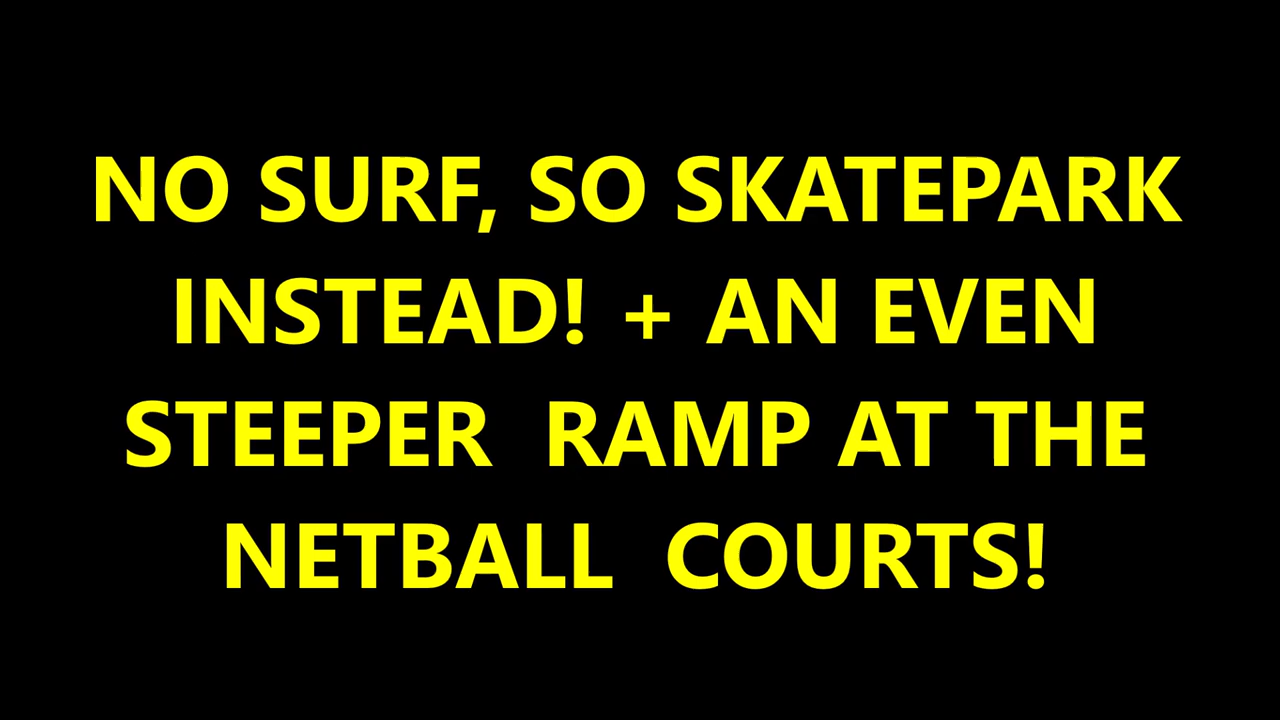 NO SURF, SO SKATEPARK
INSTEAD! + AN EVEN
STEEPER  RAMP AT THE
NETBALL  COURTS!